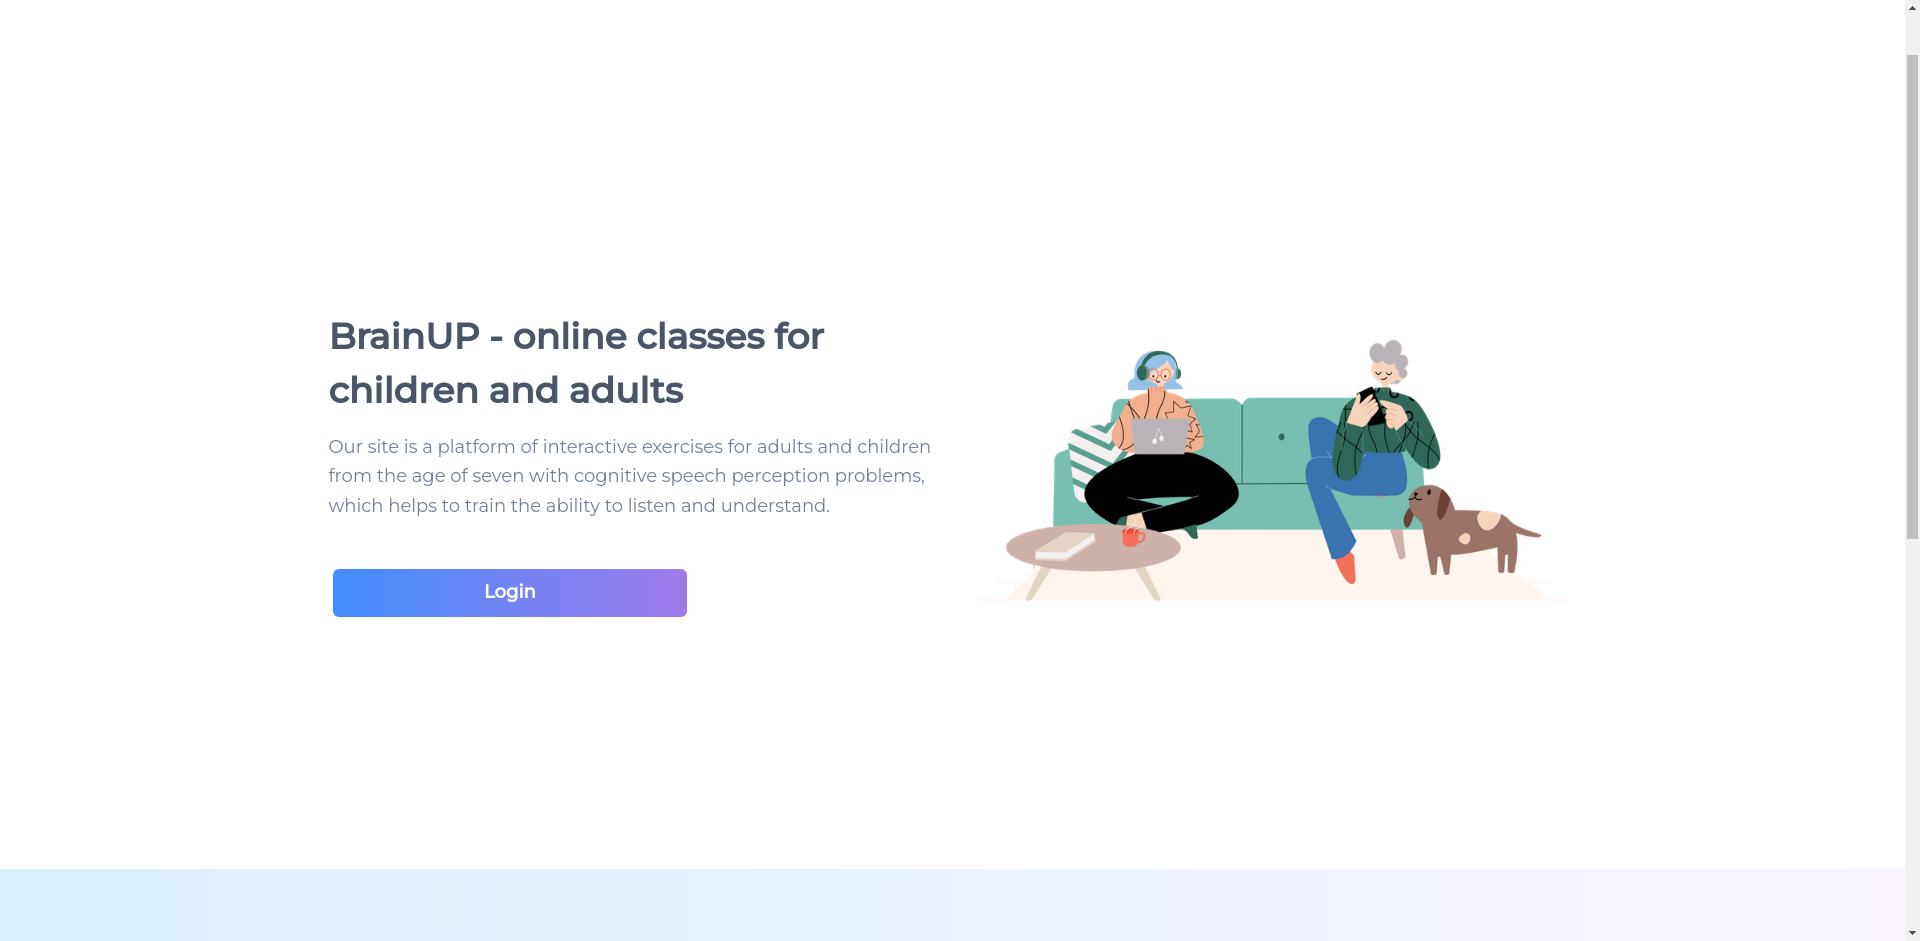 BrainUP - online classes for
children and adults
Our site is a platform of interactive exercises for adults and children
from the age of seven with cognitive speech perception problems,
which helps to train the ability to listen and understand.
Login